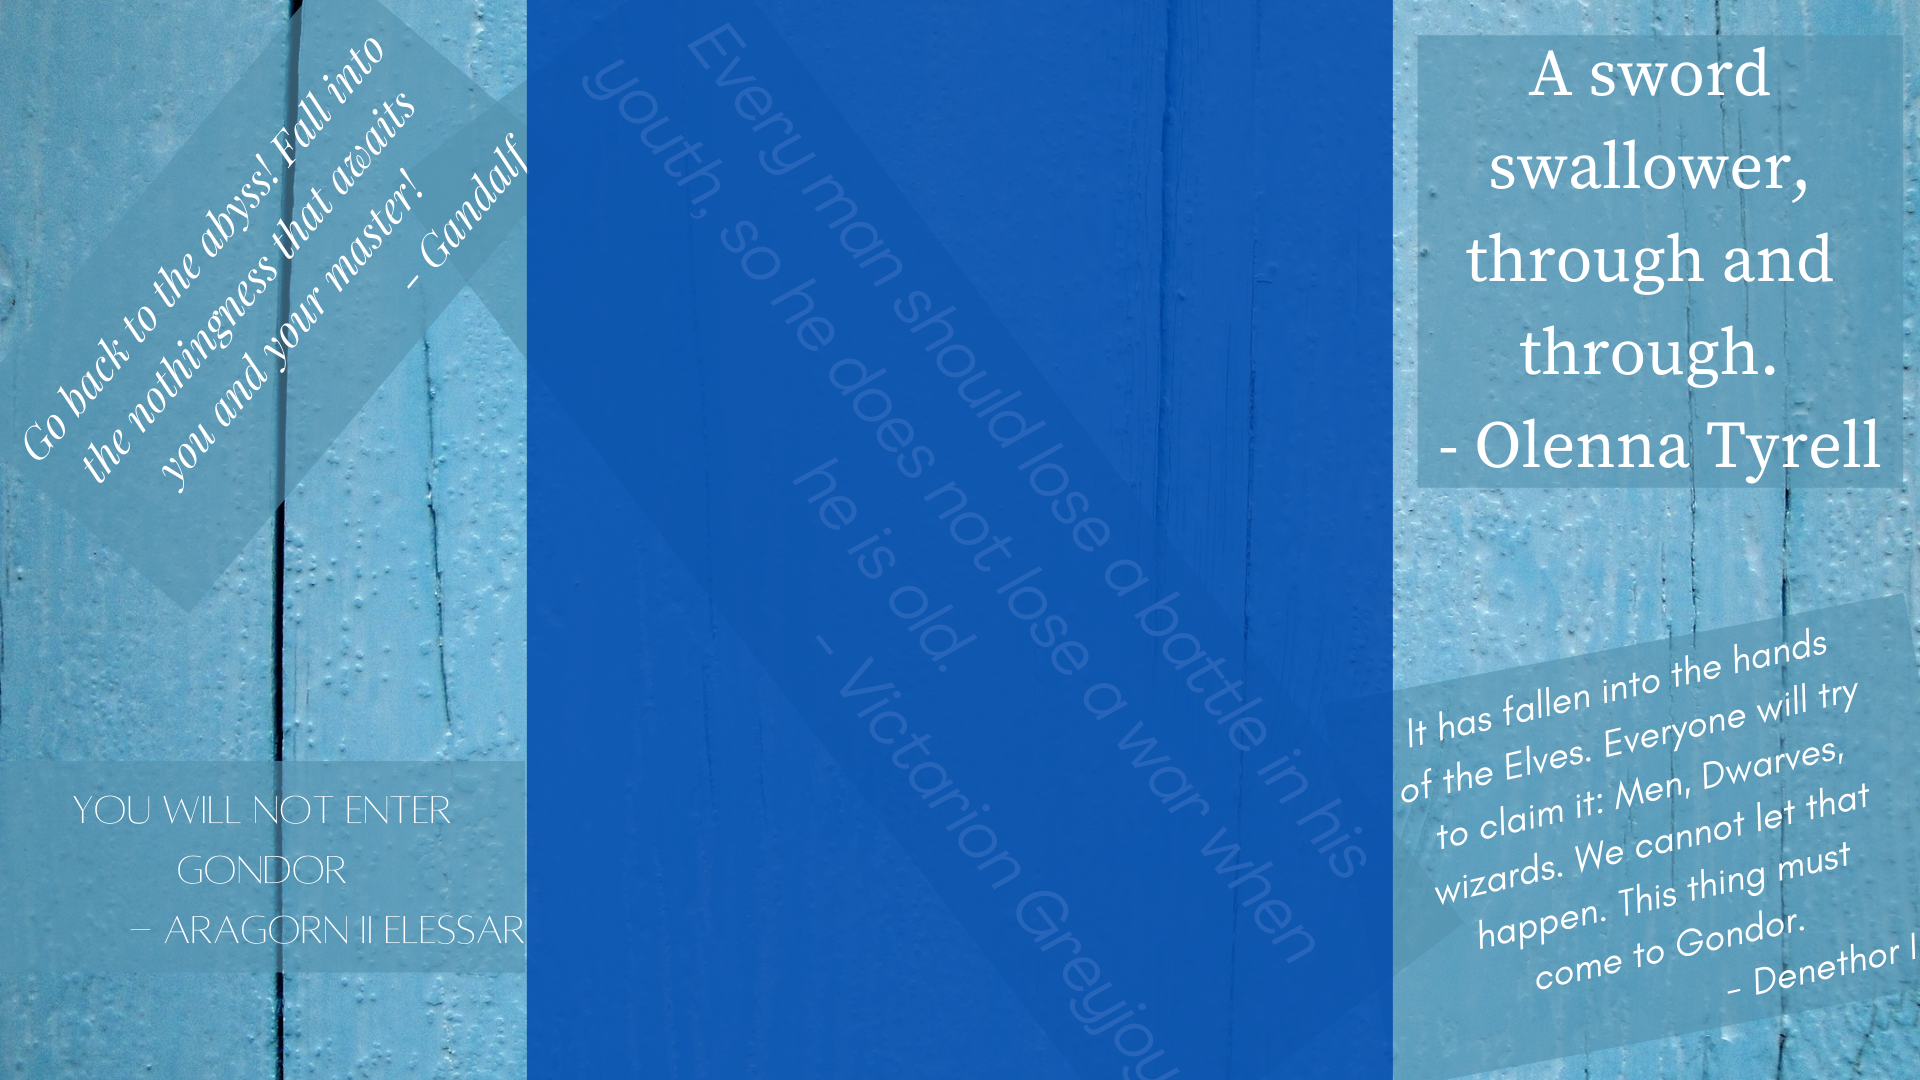 Go back to the abyss! Fall into
the nothingness that awaits
you and your master!
- Gandalf
Every man should lose a battle in his
youth, so he does not lose a war when
he is old.
- Victarion Greyjoy
A sword
swallower,
through and
through.
- Olenna Tyrell
YOU WILL NOT ENTER
GONDOR
- ARAGORN II ELESSAR
It has fallen into the hands
of the Elves. Everyone will try
to claim it: Men, Dwarves,
wizards. We cannot let that
happen. This thing must
come to Gondor.
- Denethor I